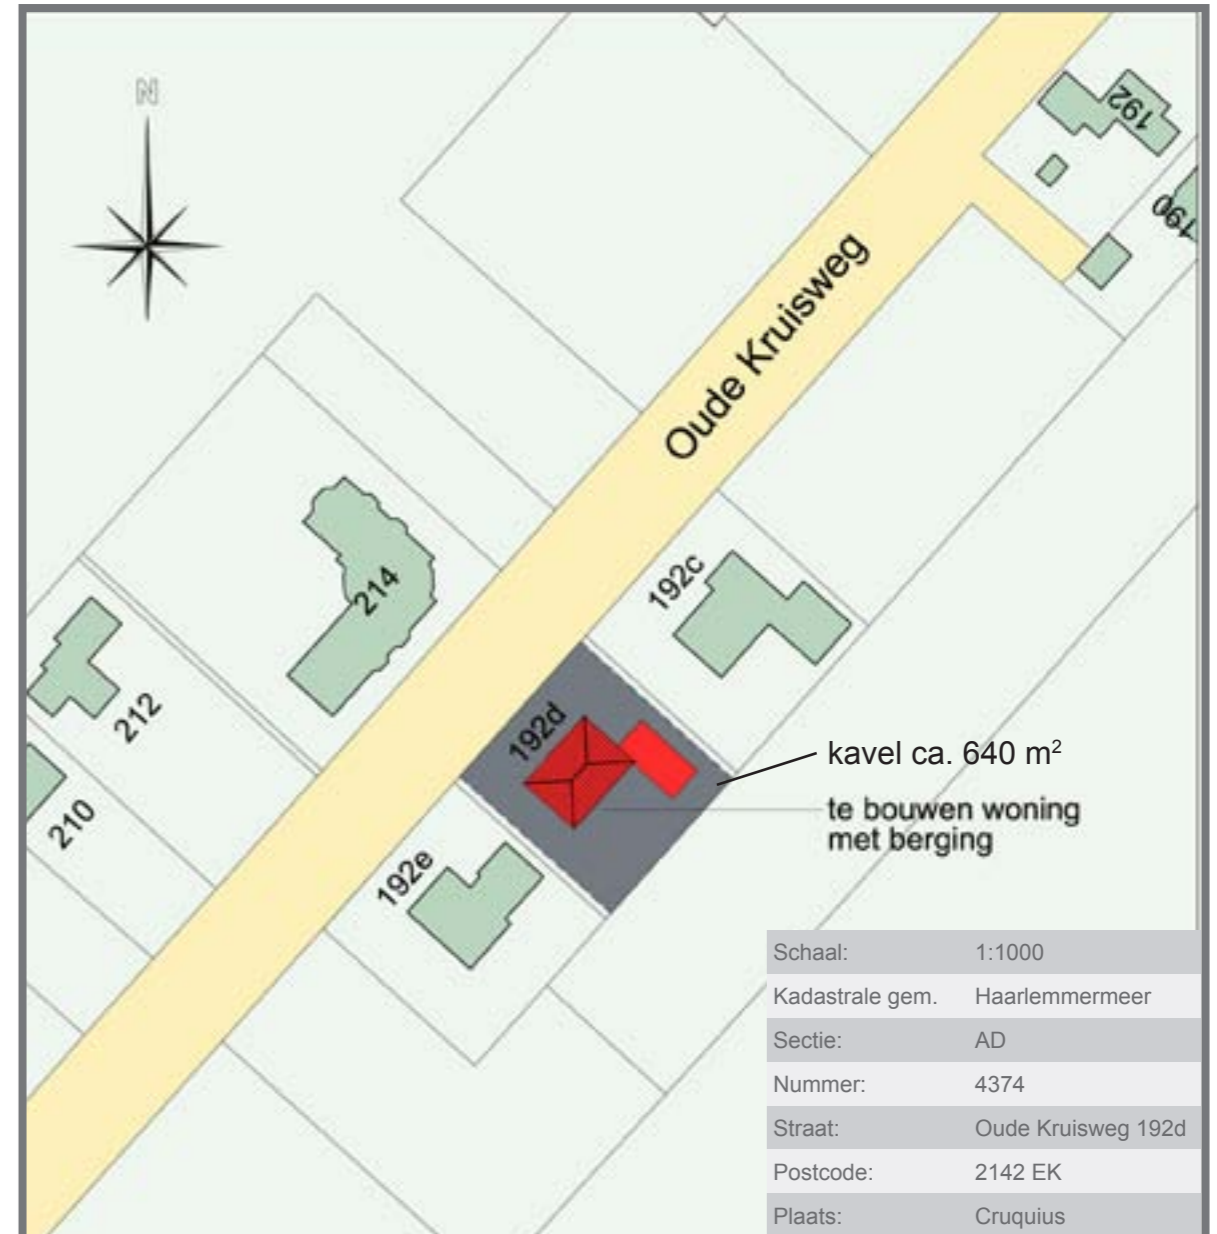 N
192
190
Oude Kruisweg
192c
214
212
192d
kavel ca. 640 m²
te bouwen woning
met berging
210
192e
Schaal: 1:1000
Kadastrale gem. Haarlemmermeer
Sectie: AD
Nummer: 4374
Straat: Oude Kruisweg 192d
Postcode: 2142 EK
Plaats: Cruquius